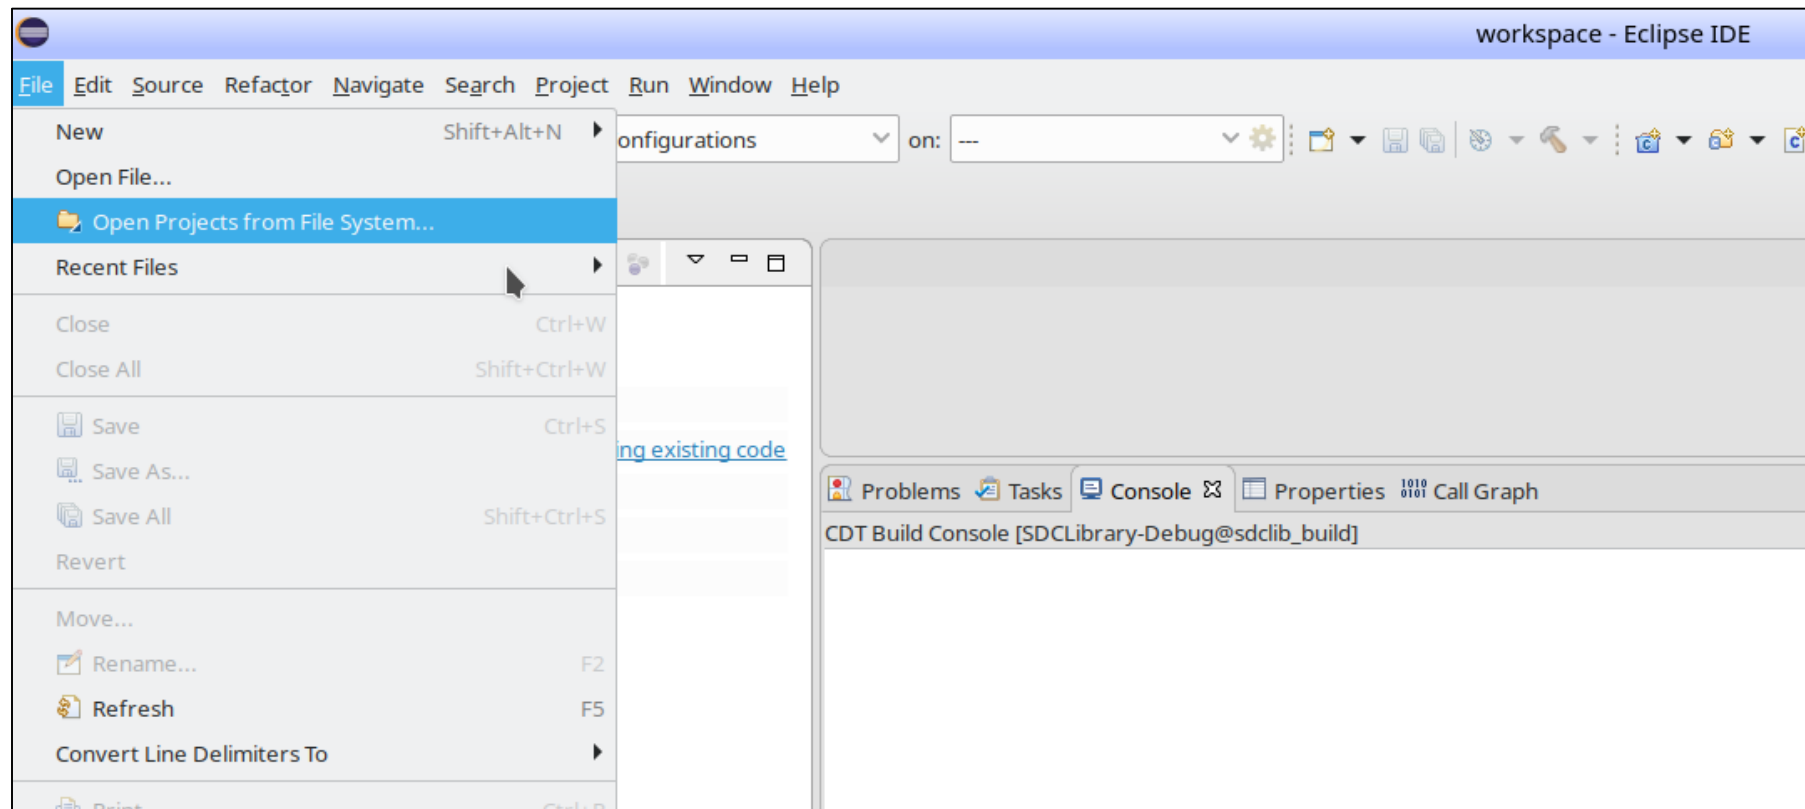 workspace - Eclipse IDE
File Edit Source Refactor Navigate Search Project Run Window Help
New Shift+Alt+N
onfigurations on: ---
Open File...
Open Projects from File System...
Recent Files
Close Ctrl+W
Close All Shift+Ctrl+W
Save Ctrl+S
ing existing code
Save As...
Save All Shift+Ctrl+S
Revert
Move...
Rename... F2
Refresh F5
Convert Line Delimiters To
Print... Ctrl+P
Problems Tasks Console Properties Call Graph
CDT Build Console [SDCLibrary-Debug@sdclib_build]